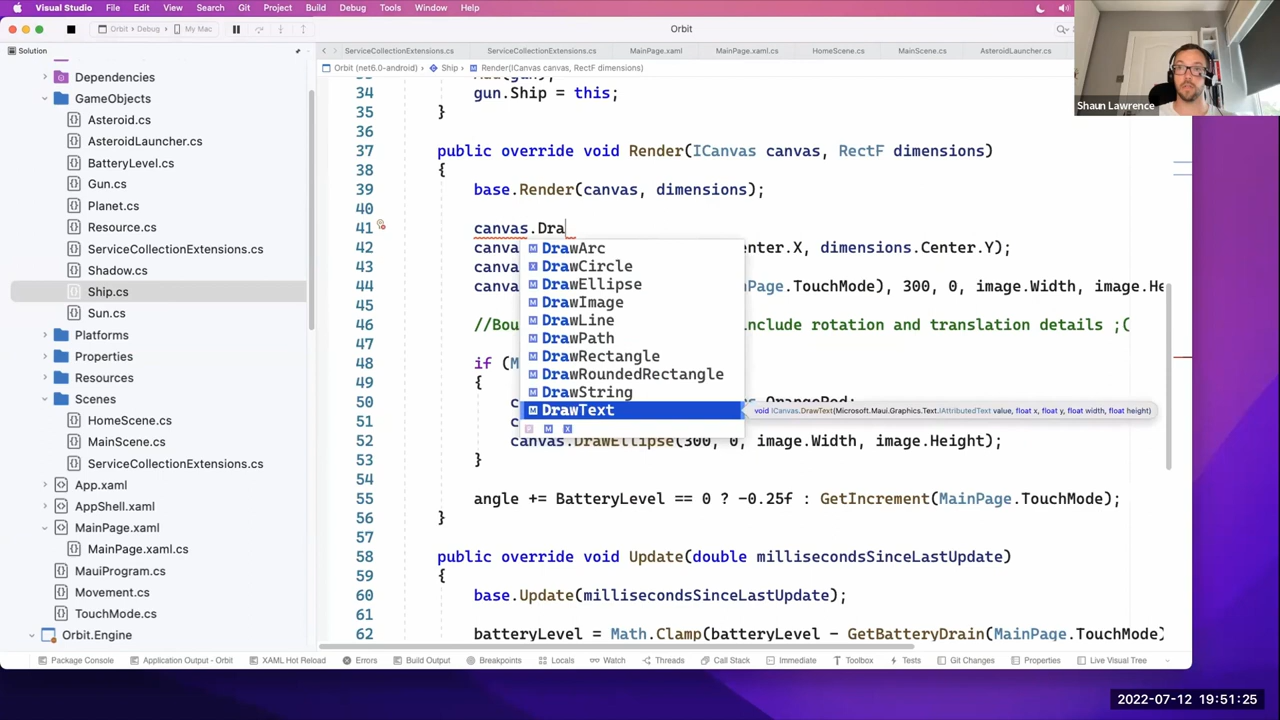 Visual Studio File Edit View Search Git Project Build Debug Tools Window Help
Orbit › Debug › My Mac
Orbit
Shaun Lawrence
Solution
Dependencies
GameObjects
Asteroid.cs
AsteroidLauncher.cs
BatteryLevel.cs
Gun.cs
Planet.cs
Resource.cs
ServiceCollectionExtensions.cs
Shadow.cs
Ship.cs
Sun.cs
Platforms
Properties
Resources
Scenes
HomeScene.cs
MainScene.cs
ServiceCollectionExtensions.cs
App.xaml
AppShell.xaml
MainPage.xaml
MainPage.xaml.cs
MauiProgram.cs
Movement.cs
TouchMode.cs
Orbit.Engine
ServiceCollectionExtensions.cs ServiceCollectionExtensions.cs MainPage.xaml MainPage.xaml.cs HomeScene.cs MainScene.cs AsteroidLauncher.cs
Orbit (net6.0-android) › Ship › Render(ICanvas canvas, RectF dimensions)
34 gun.Ship = this;
35 }
36
37 public override void Render(ICanvas canvas, RectF dimensions)
38 {
39 base.Render(canvas, dimensions);
40
41 canvas.Dra
42 canva enter.X, dimensions.Center.Y);
43 canva
44 canva nPage.TouchMode), 300, 0, image.Width, image.He
45
46 //Bou nclude rotation and translation details ;(
47
48 if (M
49 {
50 c .OrangeRed;
51 c
52 canvas.DrawEllipse(300, 0, image.Width, image.Height);
53 }
54
55 angle += BatteryLevel == 0 ? -0.25f : GetIncrement(MainPage.TouchMode);
56 }
57
58 public override void Update(double millisecondsSinceLastUpdate)
59 {
60 base.Update(millisecondsSinceLastUpdate);
61
62 batteryLevel = Math.Clamp(batteryLevel - GetBatteryDrain(MainPage.TouchMode)
DrawArc
DrawCircle
DrawEllipse
DrawImage
DrawLine
DrawPath
DrawRectangle
DrawRoundedRectangle
DrawString
DrawText
void ICanvas.DrawText(Microsoft.Maui.Graphics.Text.IAttributedText value, float x, float y, float width, float height)
Package Console Application Output - Orbit XAML Hot Reload Errors Build Output Breakpoints Locals Watch Threads Call Stack Immediate Toolbox Tests Git Changes Properties Live Visual Tree
2022-07-12 19:51:25